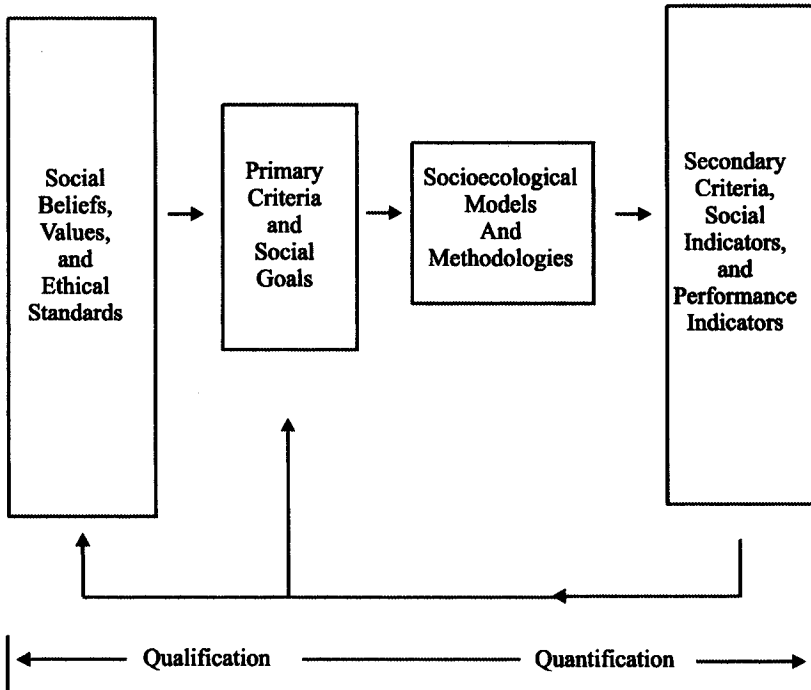 Social
Beliefs,
Values,
and
Ethical
Standards
Primary
Criteria
and
Social
Goals
Socioecological
Models
And
Methodologies
Secondary
Criteria,
Social
Indicators,
and
Performance
Indicators
Qualification
Quantification